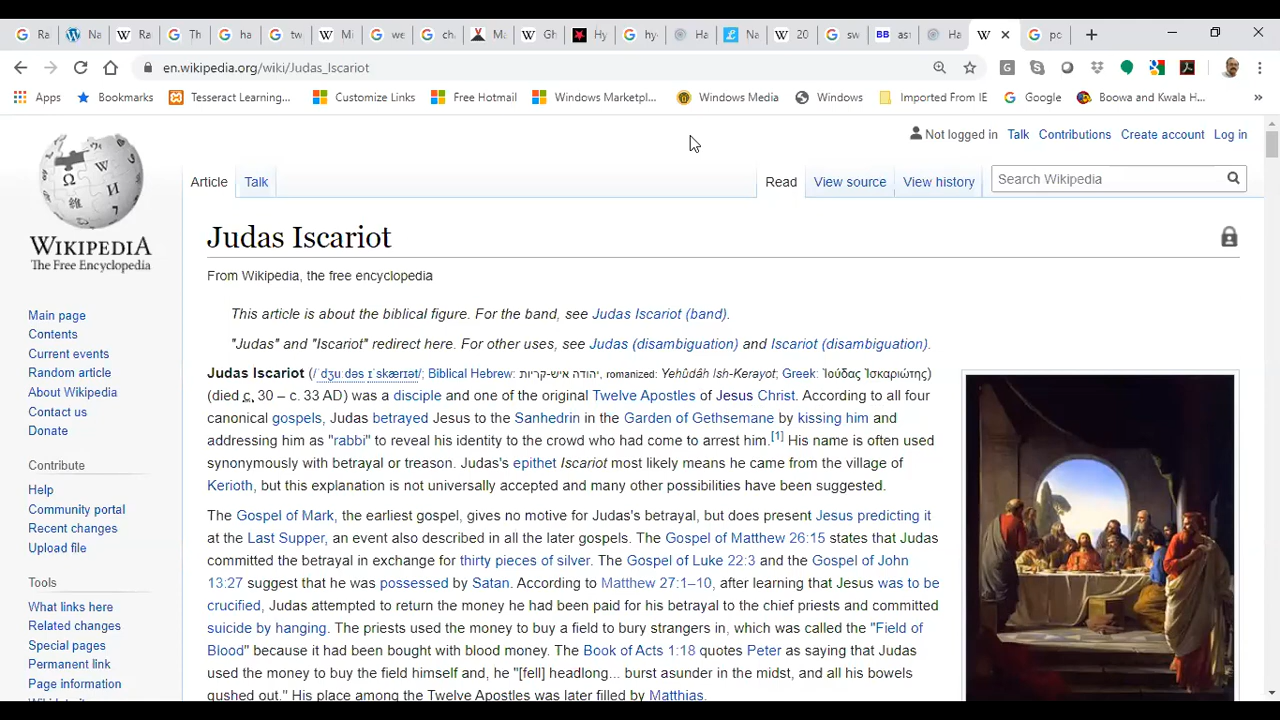 Ra Na Ra Th ha tw Mi we ch M Gh Hy hy Ha Na 20 sw BB as Ha pc
en.wikipedia.org/wiki/Judas_Iscariot
Apps Bookmarks Tesseract Learning... Customize Links Free Hotmail Windows Marketpl... Windows Media Windows Imported From IE Google Boowa and Kwala H... »
Not logged in Talk Contributions Create account Log in
Article Talk Read View source View history Search Wikipedia
WIKIPEDIA
The Free Encyclopedia
Main page
Contents
Current events
Random article
About Wikipedia
Contact us
Donate
Contribute
Help
Community portal
Recent changes
Upload file
Tools
What links here
Related changes
Special pages
Permanent link
Page information
Judas Iscariot
From Wikipedia, the free encyclopedia
This article is about the biblical figure. For the band, see Judas Iscariot (band).
"Judas" and "Iscariot" redirect here. For other uses, see Judas (disambiguation) and Iscariot (disambiguation).
Judas Iscariot (/ˈdʒuːdəs ɪˈskæriət/; Biblical Hebrew: יהודה איש-קריות, romanized: Yehûdâh Ish-Kerayot; Greek: Ἰούδας Ἰσκαριώτης)
(died c. 30 – c. 33 AD) was a disciple and one of the original Twelve Apostles of Jesus Christ. According to all four
canonical gospels, Judas betrayed Jesus to the Sanhedrin in the Garden of Gethsemane by kissing him and
addressing him as "rabbi" to reveal his identity to the crowd who had come to arrest him.[1] His name is often used
synonymously with betrayal or treason. Judas's epithet Iscariot most likely means he came from the village of
Kerioth, but this explanation is not universally accepted and many other possibilities have been suggested.
The Gospel of Mark, the earliest gospel, gives no motive for Judas's betrayal, but does present Jesus predicting it
at the Last Supper, an event also described in all the later gospels. The Gospel of Matthew 26:15 states that Judas
committed the betrayal in exchange for thirty pieces of silver. The Gospel of Luke 22:3 and the Gospel of John
13:27 suggest that he was possessed by Satan. According to Matthew 27:1–10, after learning that Jesus was to be
crucified, Judas attempted to return the money he had been paid for his betrayal to the chief priests and committed
suicide by hanging. The priests used the money to buy a field to bury strangers in, which was called the "Field of
Blood" because it had been bought with blood money. The Book of Acts 1:18 quotes Peter as saying that Judas
used the money to buy the field himself and, he "[fell] headlong... burst asunder in the midst, and all his bowels
gushed out." His place among the Twelve Apostles was later filled by Matthias.